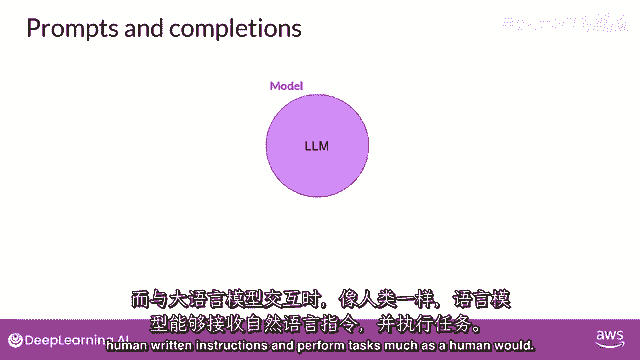 Prompts and completions
Model
LLM
而与大语言模型交互时，像人类一样，语言模
型能够接收自然语言指令，并执行任务。
human written instructions and perform tasks much as a human would.
DeepLearning.AI
aws